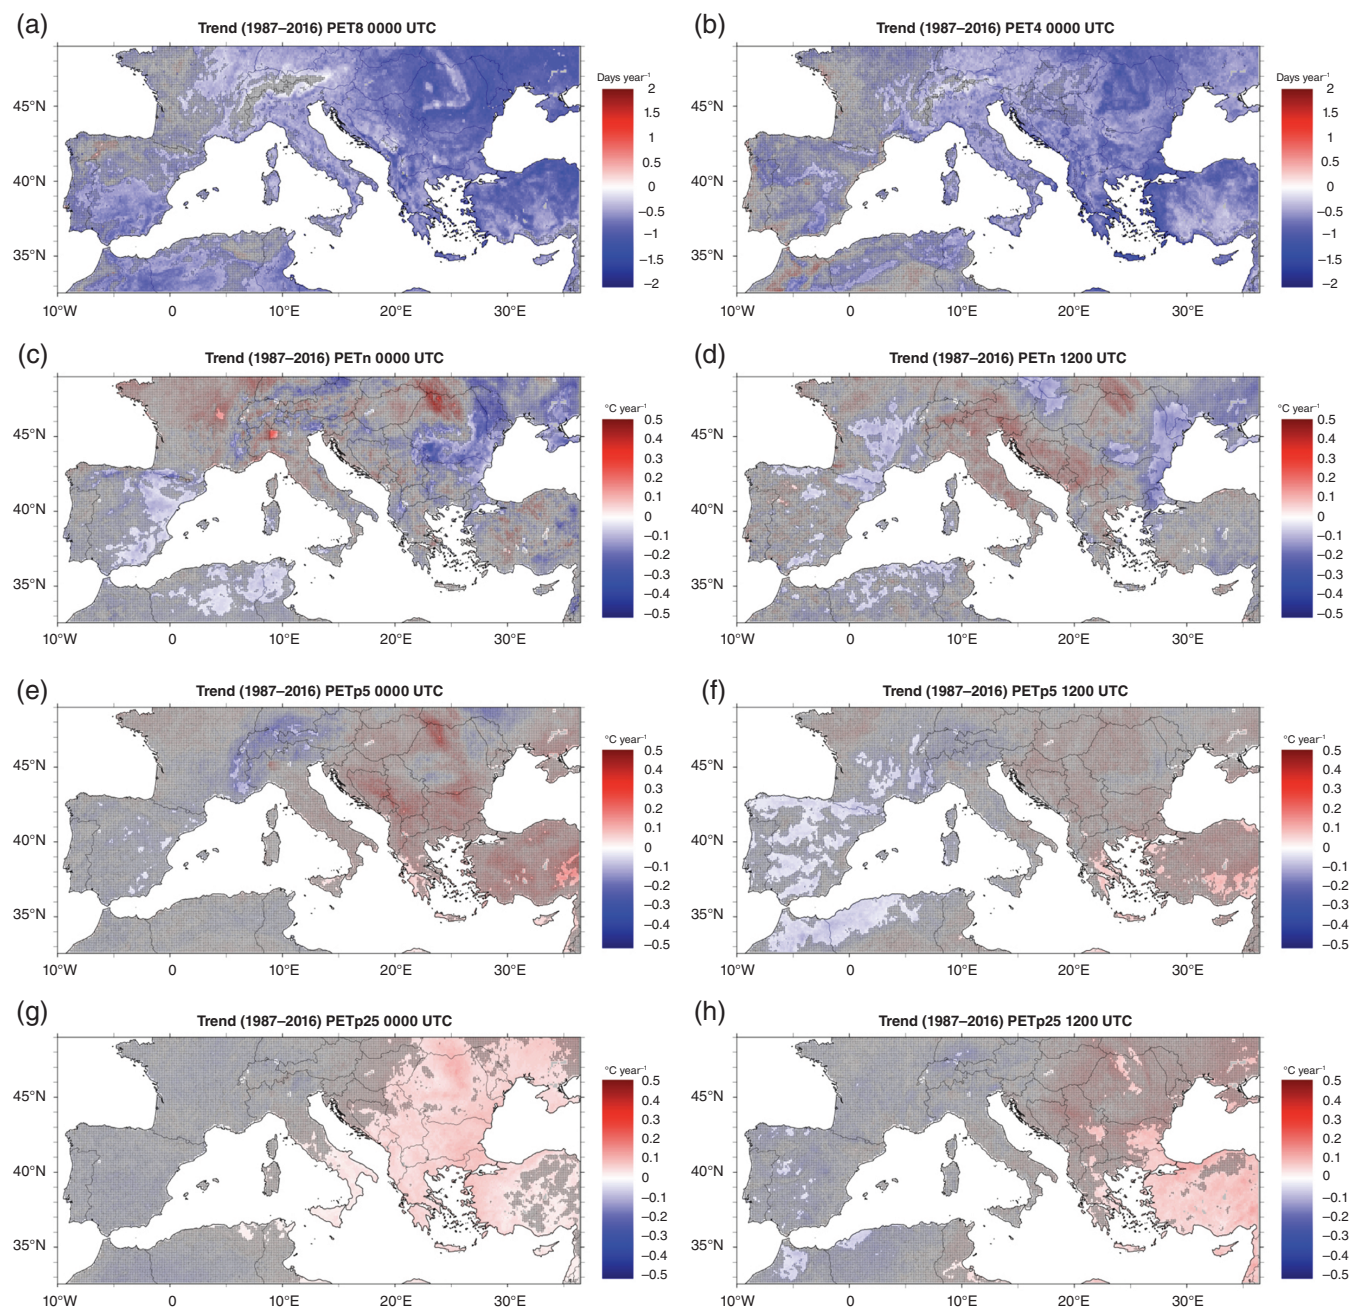 (a) Trend (1987–2016) PET8 0000 UTC
Days year⁻¹
2
1.5
1
0.5
0
−0.5
−1
−1.5
−2
45°N
40°N
35°N
10°W 0 10°E 20°E 30°E
(b) Trend (1987–2016) PET4 0000 UTC
Days year⁻¹
2
1.5
1
0.5
0
−0.5
−1
−1.5
−2
45°N
40°N
35°N
10°W 0 10°E 20°E 30°E
(c) Trend (1987–2016) PETn 0000 UTC
°C year⁻¹
0.5
0.4
0.3
0.2
0.1
0
−0.1
−0.2
−0.3
−0.4
−0.5
45°N
40°N
35°N
10°W 0 10°E 20°E 30°E
(d) Trend (1987–2016) PETn 1200 UTC
°C year⁻¹
0.5
0.4
0.3
0.2
0.1
0
−0.1
−0.2
−0.3
−0.4
−0.5
45°N
40°N
35°N
10°W 0 10°E 20°E 30°E
(e) Trend (1987–2016) PETp5 0000 UTC
°C year⁻¹
0.5
0.4
0.3
0.2
0.1
0
−0.1
−0.2
−0.3
−0.4
−0.5
45°N
40°N
35°N
10°W 0 10°E 20°E 30°E
(f) Trend (1987–2016) PETp5 1200 UTC
°C year⁻¹
0.5
0.4
0.3
0.2
0.1
0
−0.1
−0.2
−0.3
−0.4
−0.5
45°N
40°N
35°N
10°W 0 10°E 20°E 30°E
(g) Trend (1987–2016) PETp25 0000 UTC
°C year⁻¹
0.5
0.4
0.3
0.2
0.1
0
−0.1
−0.2
−0.3
−0.4
−0.5
45°N
40°N
35°N
10°W 0 10°E 20°E 30°E
(h) Trend (1987–2016) PETp25 1200 UTC
°C year⁻¹
0.5
0.4
0.3
0.2
0.1
0
−0.1
−0.2
−0.3
−0.4
−0.5
45°N
40°N
35°N
10°W 0 10°E 20°E 30°E